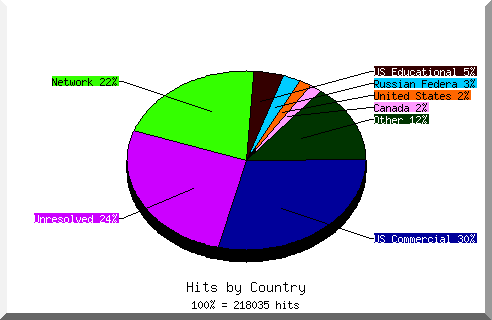 US Educational 5%
Network 22%
Russian Federa 3%
United States 2%
Canada 2%
Other 12%
Unresolved 24%
US Commercial 30%
Hits by Country
100% = 218035 hits